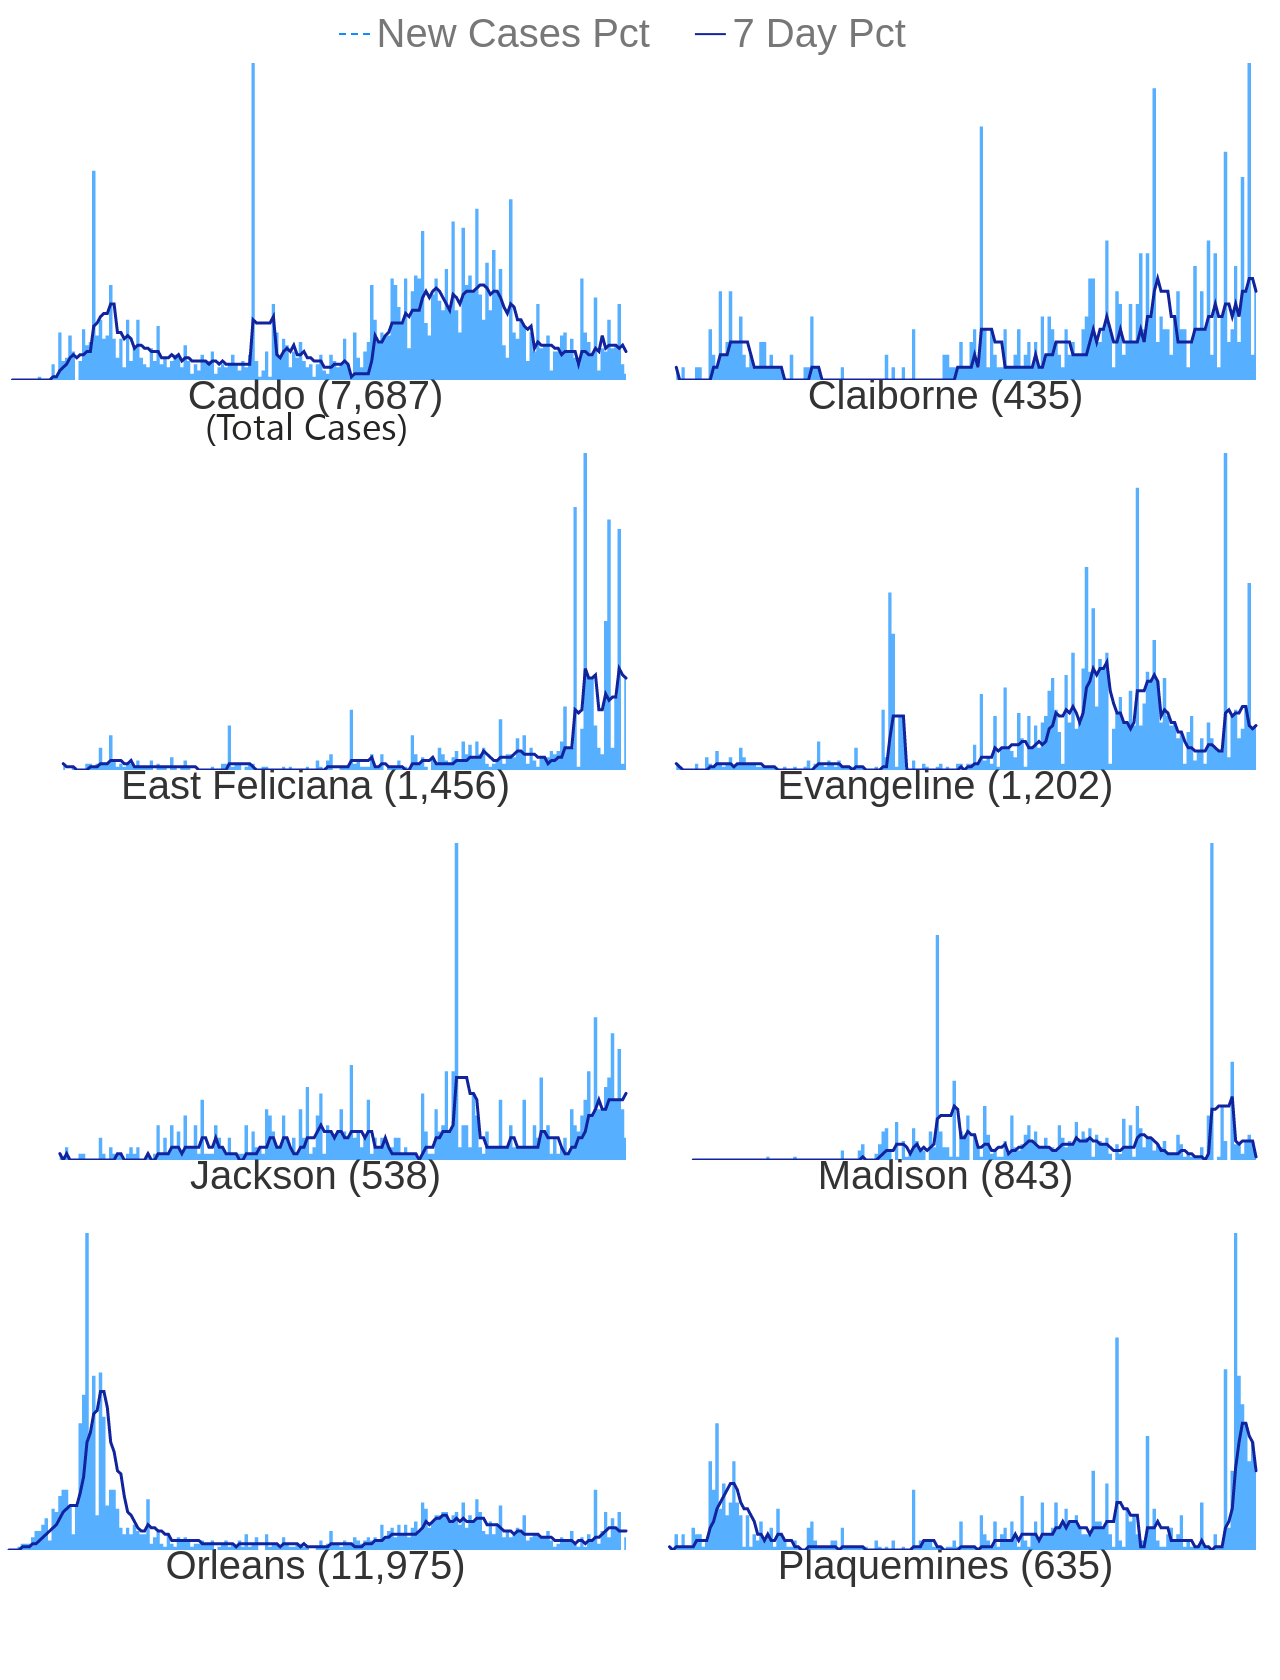 New Cases Pct 7 Day Pct
Caddo (7,687) Claiborne (435)
(Total Cases)
East Feliciana (1,456) Evangeline (1,202)
Jackson (538) Madison (843)
Orleans (11,975) Plaquemines (635)